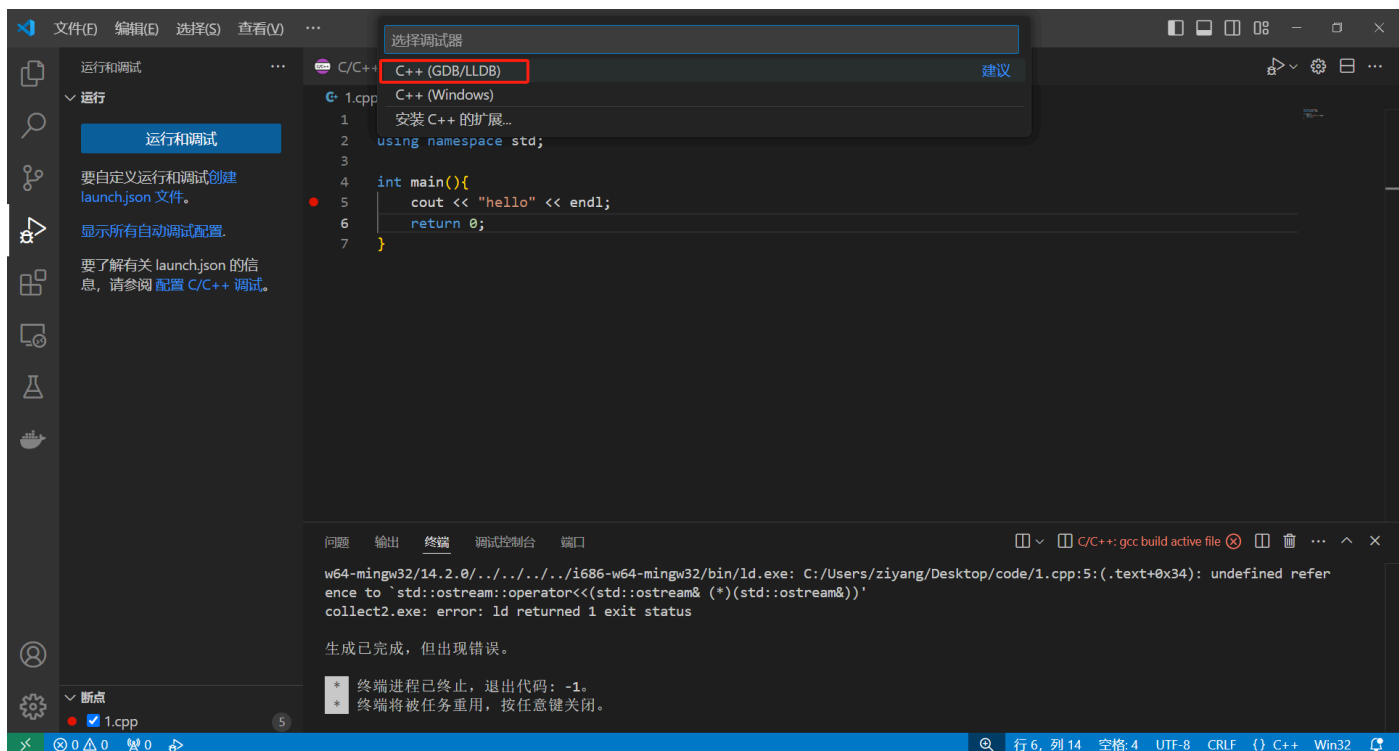 文件(F) 编辑(E) 选择(S) 查看(V) ···
选择调试器
C++ (GDB/LLDB) 建议
C++ (Windows)
安装 C++ 的扩展...
运行和调试 ···
运行
运行和调试
要自定义运行和调试创建
launch.json 文件。
显示所有自动调试配置.
要了解有关 launch.json 的信
息，请参阅 配置 C/C++ 调试。
C/C++
1.cpp
1
2 using namespace std;
3
4 int main(){
5 cout << "hello" << endl;
6 return 0;
7 }
问题 输出 终端 调试控制台 端口 C/C++: gcc build active file
w64-mingw32/14.2.0/../../../../i686-w64-mingw32/bin/ld.exe: C:/Users/ziyang/Desktop/code/1.cpp:5:(.text+0x34): undefined refer
ence to `std::ostream::operator<<(std::ostream& (*)(std::ostream&))'
collect2.exe: error: ld returned 1 exit status
生成已完成，但出现错误。
* 终端进程已终止，退出代码: -1。
* 终端将被任务重用，按任意键关闭。
断点
1.cpp 5
0 0 0 行 6，列 14 空格: 4 UTF-8 CRLF {} C++ Win32